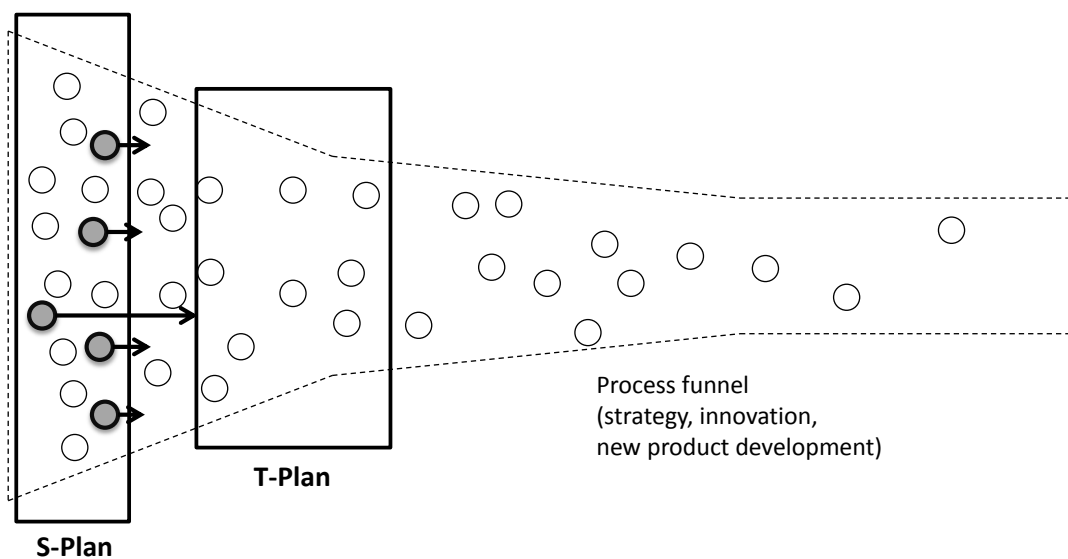 Process funnel
(strategy, innovation,
new product development)
T-Plan
S-Plan